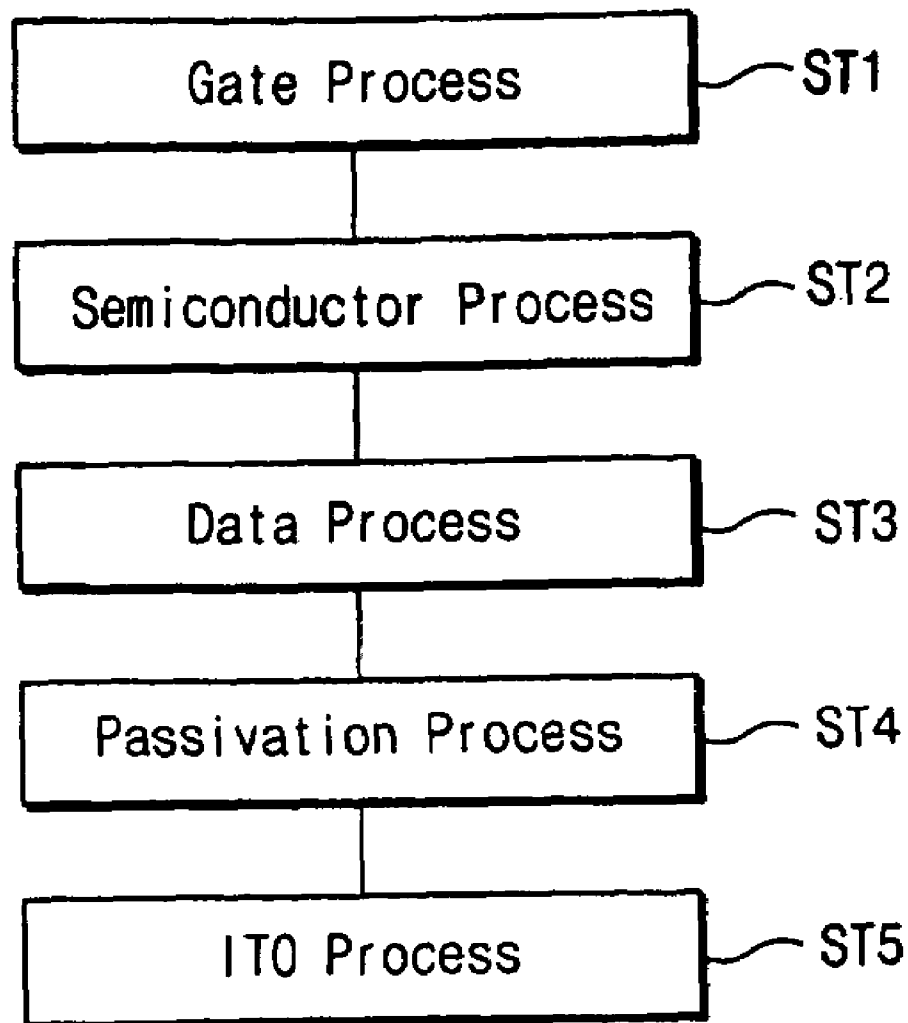 Gate Process ST1
Semiconductor Process ST2
Data Process ST3
Passivation Process ST4
ITO Process ST5